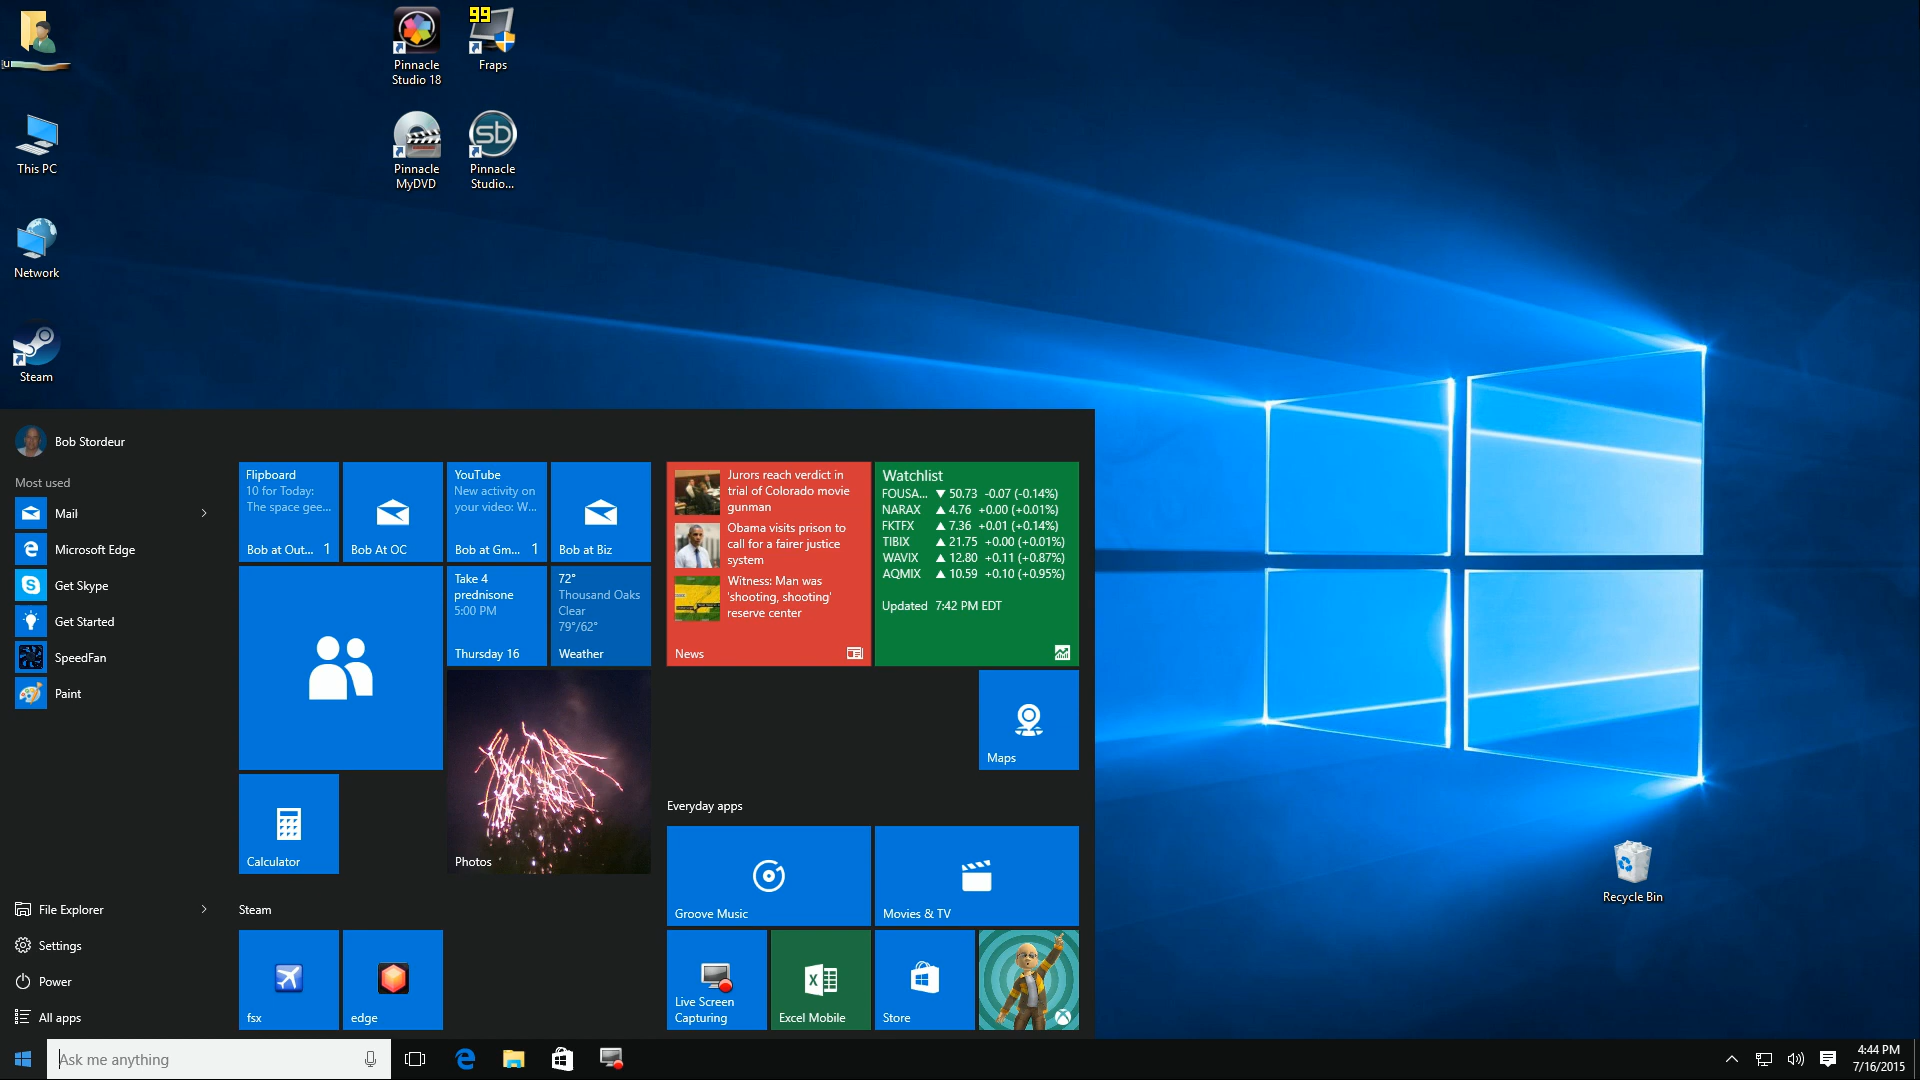 99
Pinnacle
Studio 18
Fraps
This PC
Pinnacle
MyDVD
sb
Pinnacle
Studio...
Network
Steam
Bob Stordeur
Most used
Mail
Microsoft Edge
Get Skype
Get Started
SpeedFan
Paint
File Explorer
Settings
Power
All apps
Flipboard
10 for Today:
The space gee...
Bob at Out... 1
Bob At OC
YouTube
New activity on
your video: W...
Bob at Gm... 1
Bob at Biz
Take 4
prednisone
5:00 PM
Thursday 16
72°
Thousand Oaks
Clear
79°/62°
Weather
Photos
Calculator
Steam
fsx
edge
Jurors reach verdict in
trial of Colorado movie
gunman
Obama visits prison to
call for a fairer justice
system
Witness: Man was
'shooting, shooting'
reserve center
News
Watchlist
FOUSA... ▼ 50.73 -0.07 (-0.14%)
NARAX ▲ 4.76 +0.00 (+0.01%)
FKTFX ▲ 7.36 +0.01 (+0.14%)
TIBIX ▲ 21.75 +0.00 (+0.01%)
WAVIX ▲ 12.80 +0.11 (+0.87%)
AQMIX ▲ 10.59 +0.10 (+0.95%)
Updated 7:42 PM EDT
Maps
Everyday apps
Groove Music
Movies & TV
Live Screen
Capturing
Excel Mobile
Store
Recycle Bin
Ask me anything
4:44 PM
7/16/2015